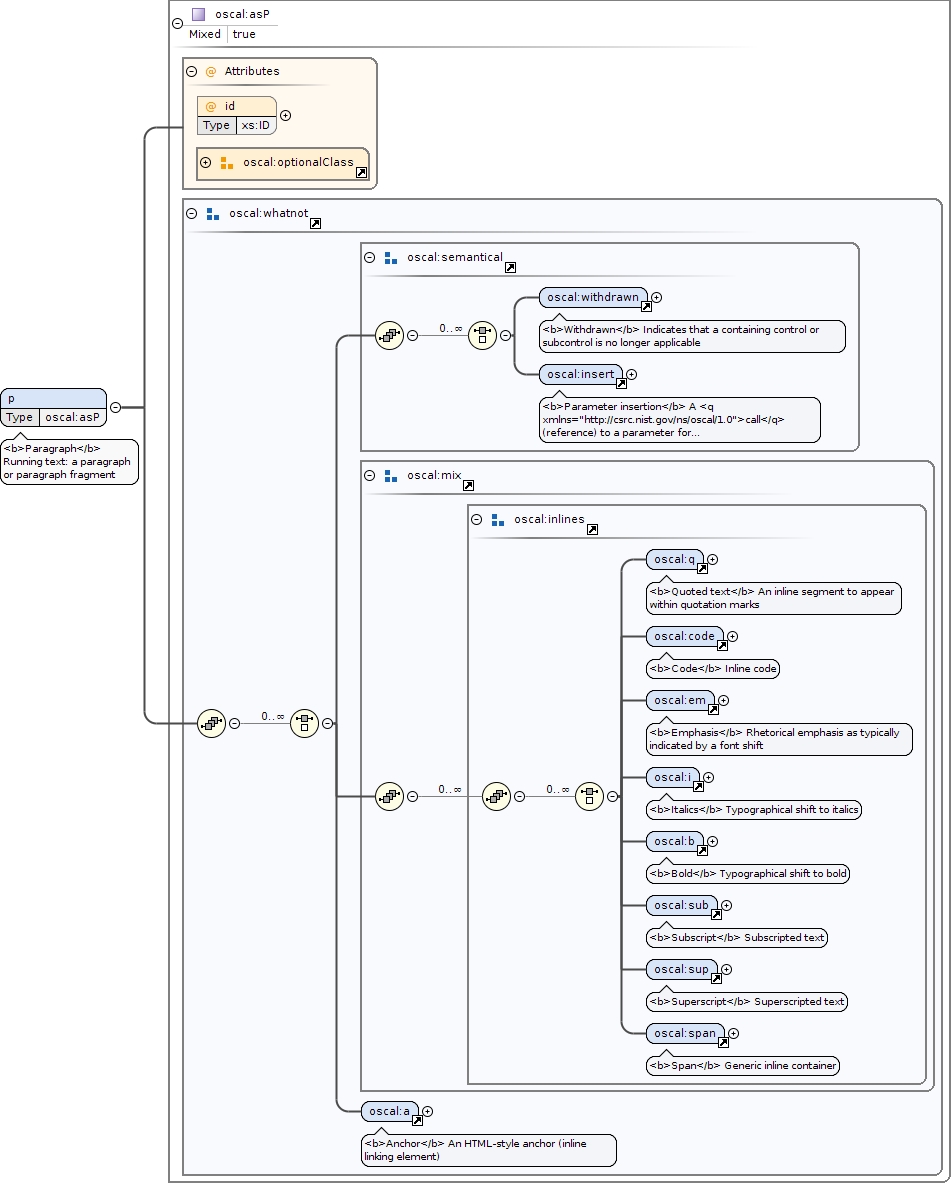 oscal:asP
Mixed true
@ Attributes
@ id
Type xs:ID
oscal:optionalClass
oscal:whatnot
oscal:semantical
oscal:withdrawn
0..∞
<b>Withdrawn</b> Indicates that a containing control or
subcontrol is no longer applicable
oscal:insert
<b>Parameter insertion</b> A <q
xmlns="http://csrc.nist.gov/ns/oscal/1.0">call</q>
(reference) to a parameter for...
p
Type oscal:asP
<b>Paragraph</b>
Running text: a paragraph
or paragraph fragment
oscal:mix
oscal:inlines
oscal:q
<b>Quoted text</b> An inline segment to appear
within quotation marks
oscal:code
<b>Code</b> Inline code
oscal:em
<b>Emphasis</b> Rhetorical emphasis as typically
indicated by a font shift
0..∞
oscal:i
0..∞ 0..∞
<b>Italics</b> Typographical shift to italics
oscal:b
<b>Bold</b> Typographical shift to bold
oscal:sub
<b>Subscript</b> Subscripted text
oscal:sup
<b>Superscript</b> Superscripted text
oscal:span
<b>Span</b> Generic inline container
oscal:a
<b>Anchor</b> An HTML-style anchor (inline
linking element)